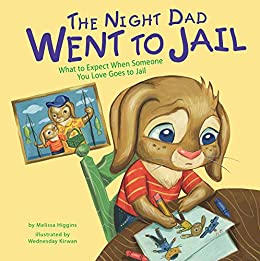 THE NIGHT DAD
WENT TO JAIL
What to Expect When Someone
You Love Goes to Jail
by Melissa Higgins
illustrated by
Wednesday Kirwan